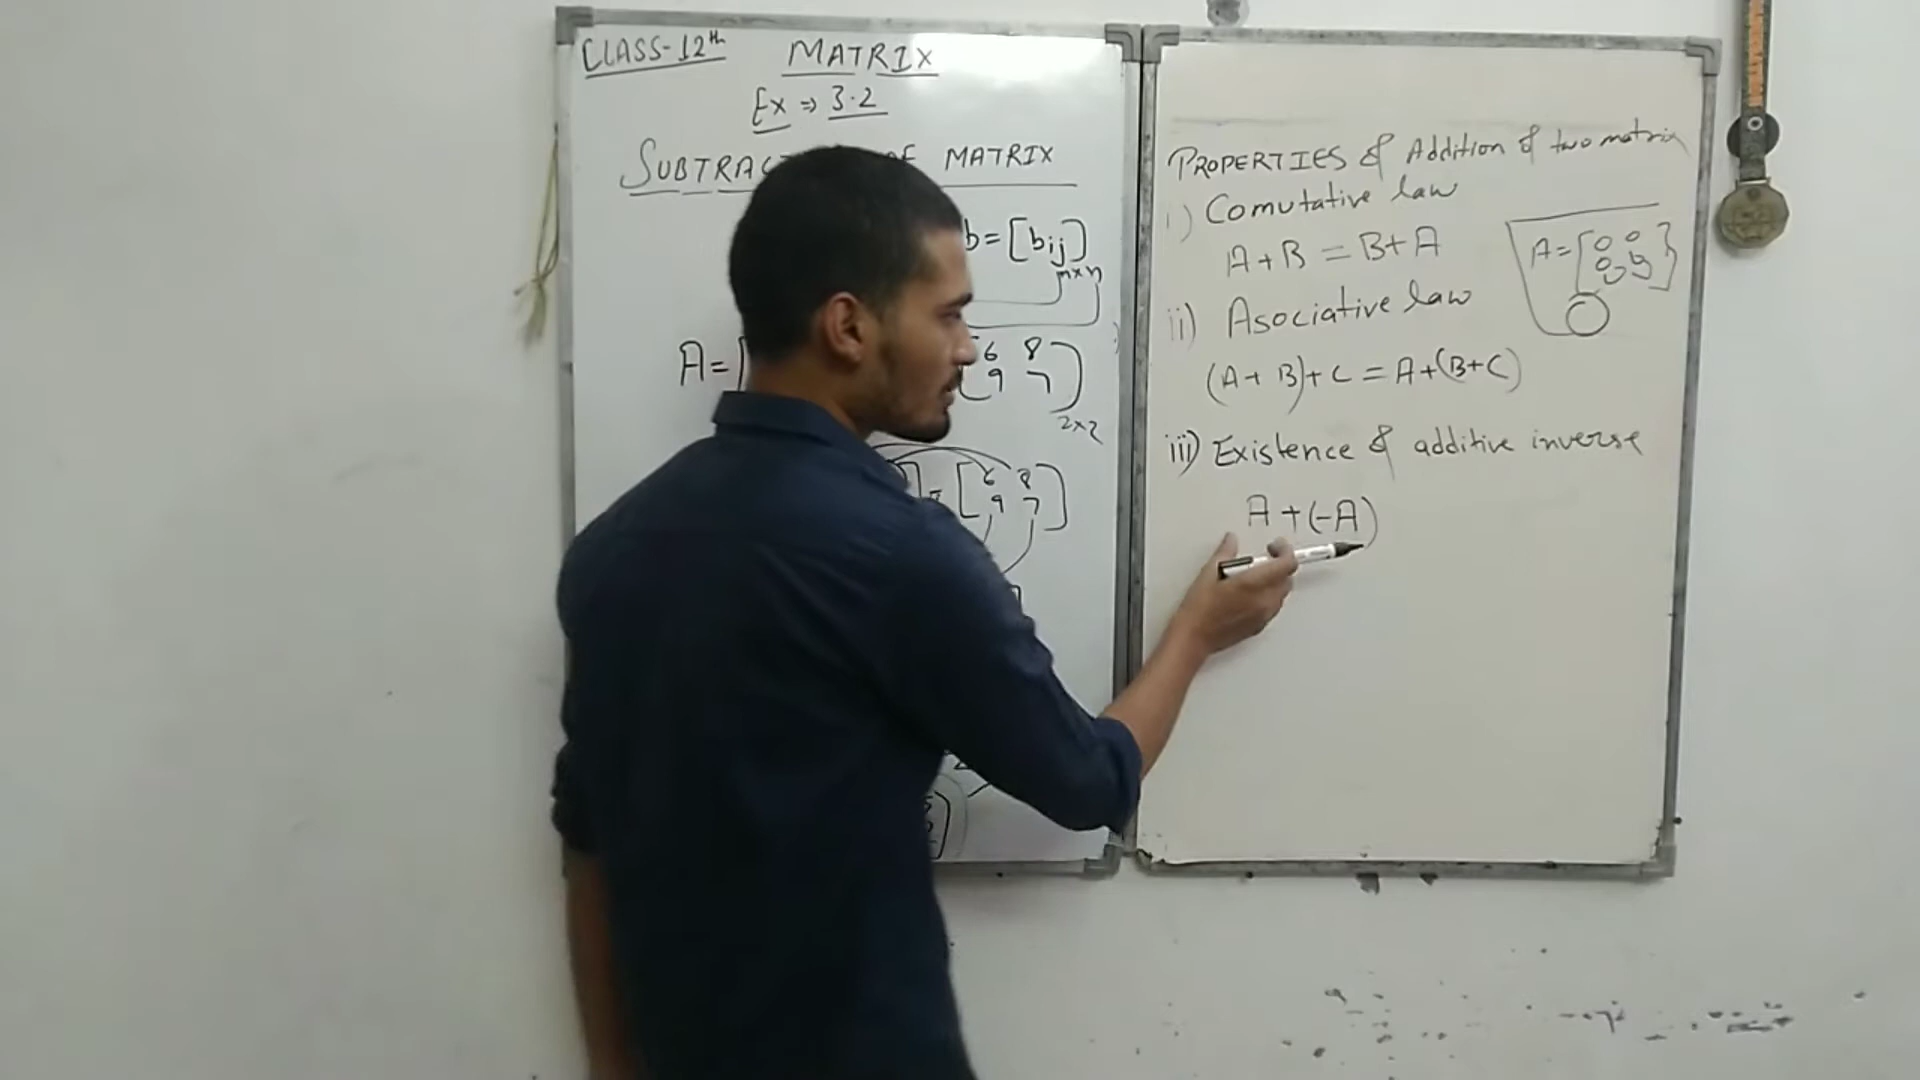 CLASS-12th MATRIX
Ex ⇒ 3.2
SUBTRAC OF MATRIX
b = [bij]
m×n
A = [
6 8
9 7
2×2
- [6 8
9 7]
PROPERTIES of Addition of two matrix
i) Comutative law
A+B = B+A
A = [0 0
0
ii) Asociative law
(A+B)+C = A+(B+C)
iii) Existence of additive inverse
A+(-A)